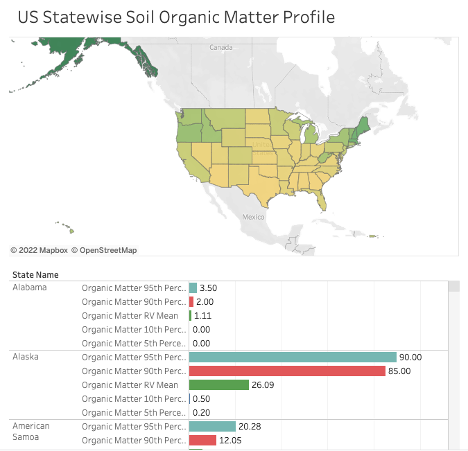 US Statewise Soil Organic Matter Profile
Canada
Mexico
© 2022 Mapbox © OpenStreetMap
State Name
Alabama
Organic Matter 95th Perc.. 3.50
Organic Matter 90th Perc.. 2.00
Organic Matter RV Mean 1.11
Organic Matter 10th Perc.. 0.00
Organic Matter 5th Perce.. 0.00
Alaska
Organic Matter 95th Perc.. 90.00
Organic Matter 90th Perc.. 85.00
Organic Matter RV Mean 26.09
Organic Matter 10th Perc.. 0.50
Organic Matter 5th Perce.. 0.20
American Samoa
Organic Matter 95th Perc.. 20.28
Organic Matter 90th Perc.. 12.05